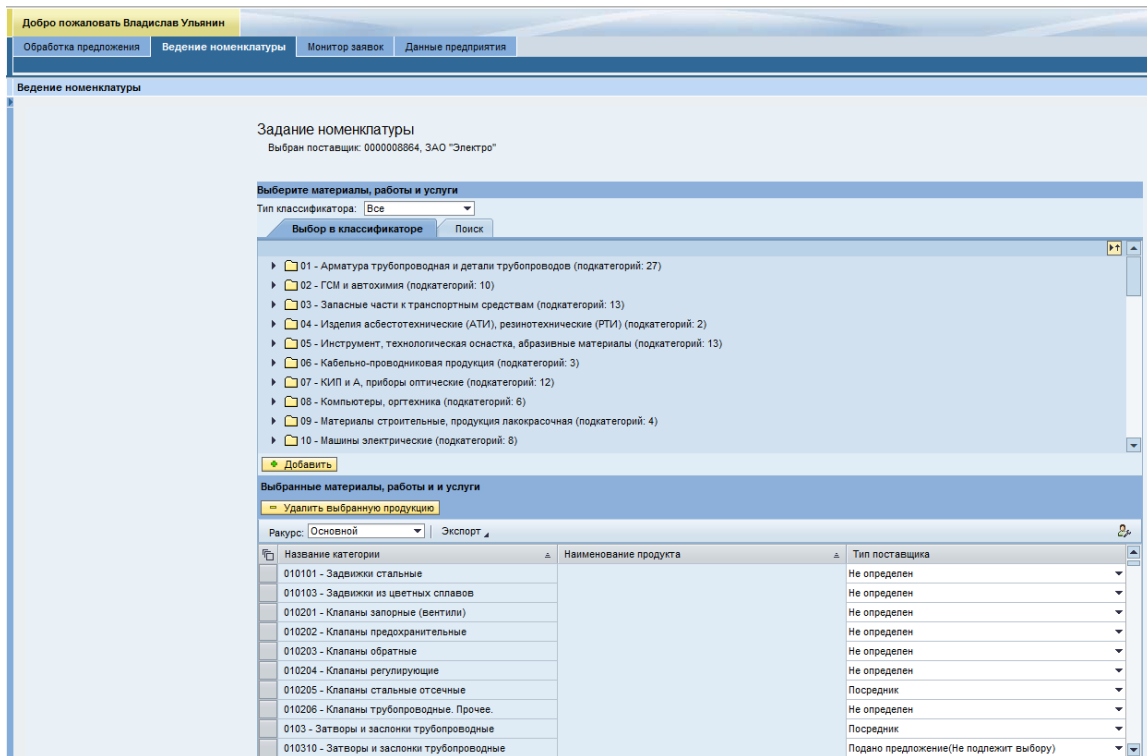 Добро пожаловать Владислав Ульянин
Обработка предложения Ведение номенклатуры Монитор заявок Данные предприятия
Ведение номенклатуры
Задание номенклатуры
Выбран поставщик: 0000008864, ЗАО "Электро"
Выберите материалы, работы и услуги
Тип классификатора: Все
Выбор в классификаторе Поиск
01 - Арматура трубопроводная и детали трубопроводов (подкатегорий: 27)
02 - ГСМ и автохимия (подкатегорий: 10)
03 - Запасные части к транспортным средствам (подкатегорий: 13)
04 - Изделия асбестотехнические (АТИ), резинотехнические (РТИ) (подкатегорий: 2)
05 - Инструмент, технологическая оснастка, абразивные материалы (подкатегорий: 13)
06 - Кабельно-проводниковая продукция (подкатегорий: 3)
07 - КИП и А, приборы оптические (подкатегорий: 12)
08 - Компьютеры, оргтехника (подкатегорий: 6)
09 - Материалы строительные, продукция лакокрасочная (подкатегорий: 4)
10 - Машины электрические (подкатегорий: 8)
Добавить
Выбранные материалы, работы и и услуги
Удалить выбранную продукцию
Ракурс: Основной Экспорт
Название категории Наименование продукта Тип поставщика
010101 - Задвижки стальные Не определен
010103 - Задвижки из цветных сплавов Не определен
010201 - Клапаны запорные (вентили) Не определен
010202 - Клапаны предохранительные Не определен
010203 - Клапаны обратные Не определен
010204 - Клапаны регулирующие Не определен
010205 - Клапаны стальные отсечные Посредник
010206 - Клапаны трубопроводные. Прочее. Не определен
0103 - Затворы и заслонки трубопроводные Посредник
010310 - Затворы и заслонки трубопроводные Подано предложение(Не подлежит выбору)